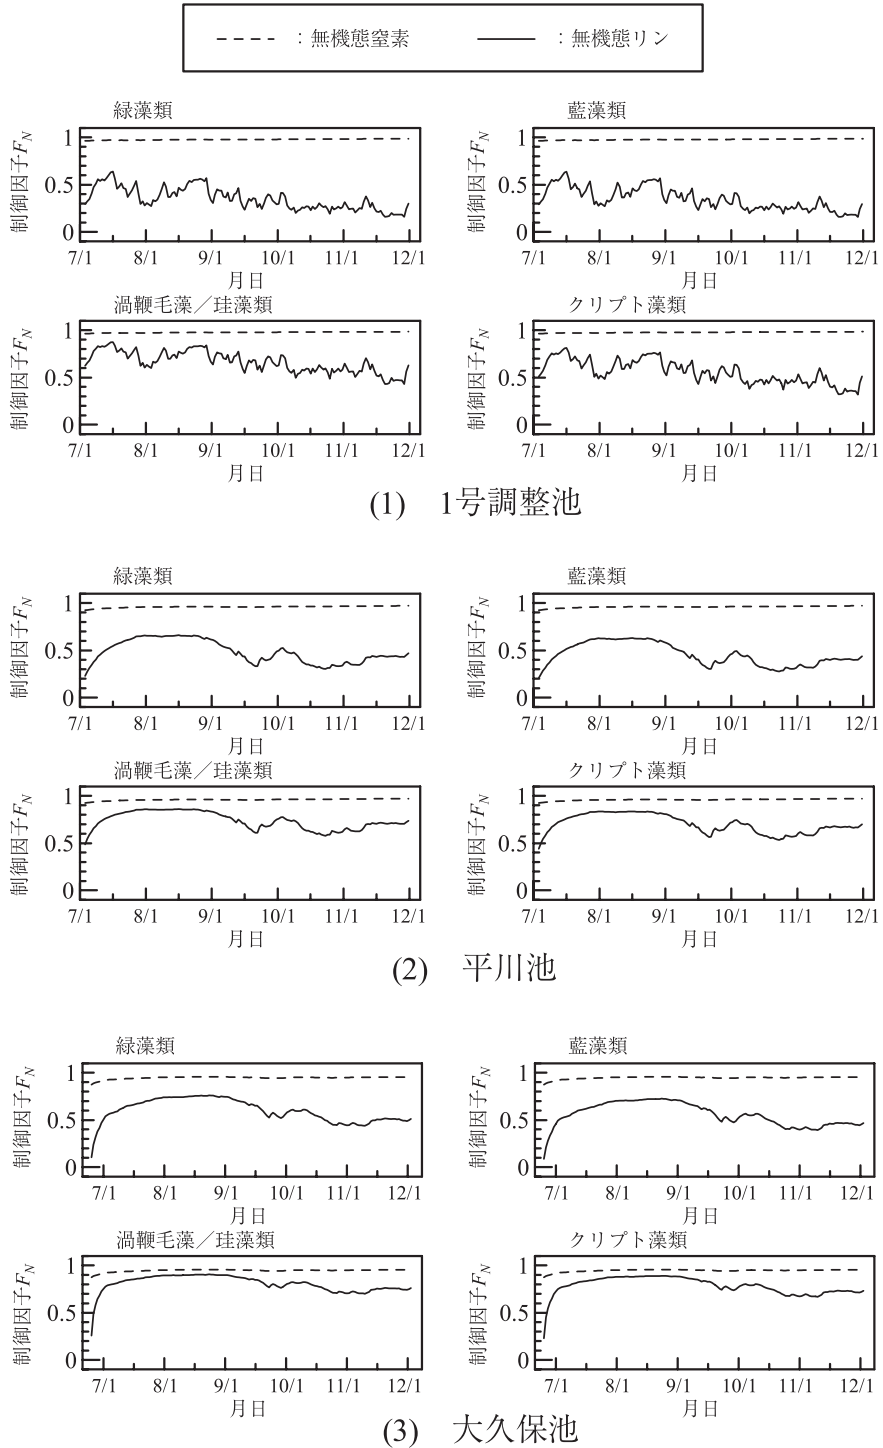 ：無機態窒素　：無機態リン
緑藻類　藍藻類
制御因子FN　1　0.5　0　制御因子FN　1　0.5　0
7/1　8/1　9/1　10/1　11/1　12/1　7/1　8/1　9/1　10/1　11/1　12/1
月日　月日
渦鞭毛藻／珪藻類　クリプト藻類
制御因子FN　1　0.5　0　制御因子FN　1　0.5　0
7/1　8/1　9/1　10/1　11/1　12/1　7/1　8/1　9/1　10/1　11/1　12/1
月日　月日
(1)　1号調整池
緑藻類　藍藻類
制御因子FN　1　0.5　0　制御因子FN　1　0.5　0
7/1　8/1　9/1　10/1　11/1　12/1　7/1　8/1　9/1　10/1　11/1　12/1
月日　月日
渦鞭毛藻／珪藻類　クリプト藻類
制御因子FN　1　0.5　0　制御因子FN　1　0.5　0
7/1　8/1　9/1　10/1　11/1　12/1　7/1　8/1　9/1　10/1　11/1　12/1
月日　月日
(2)　平川池
緑藻類　藍藻類
制御因子FN　1　0.5　0　制御因子FN　1　0.5　0
7/1　8/1　9/1　10/1　11/1　12/1　7/1　8/1　9/1　10/1　11/1　12/1
月日　月日
渦鞭毛藻／珪藻類　クリプト藻類
制御因子FN　1　0.5　0　制御因子FN　1　0.5　0
7/1　8/1　9/1　10/1　11/1　12/1　7/1　8/1　9/1　10/1　11/1　12/1
月日　月日
(3)　大久保池